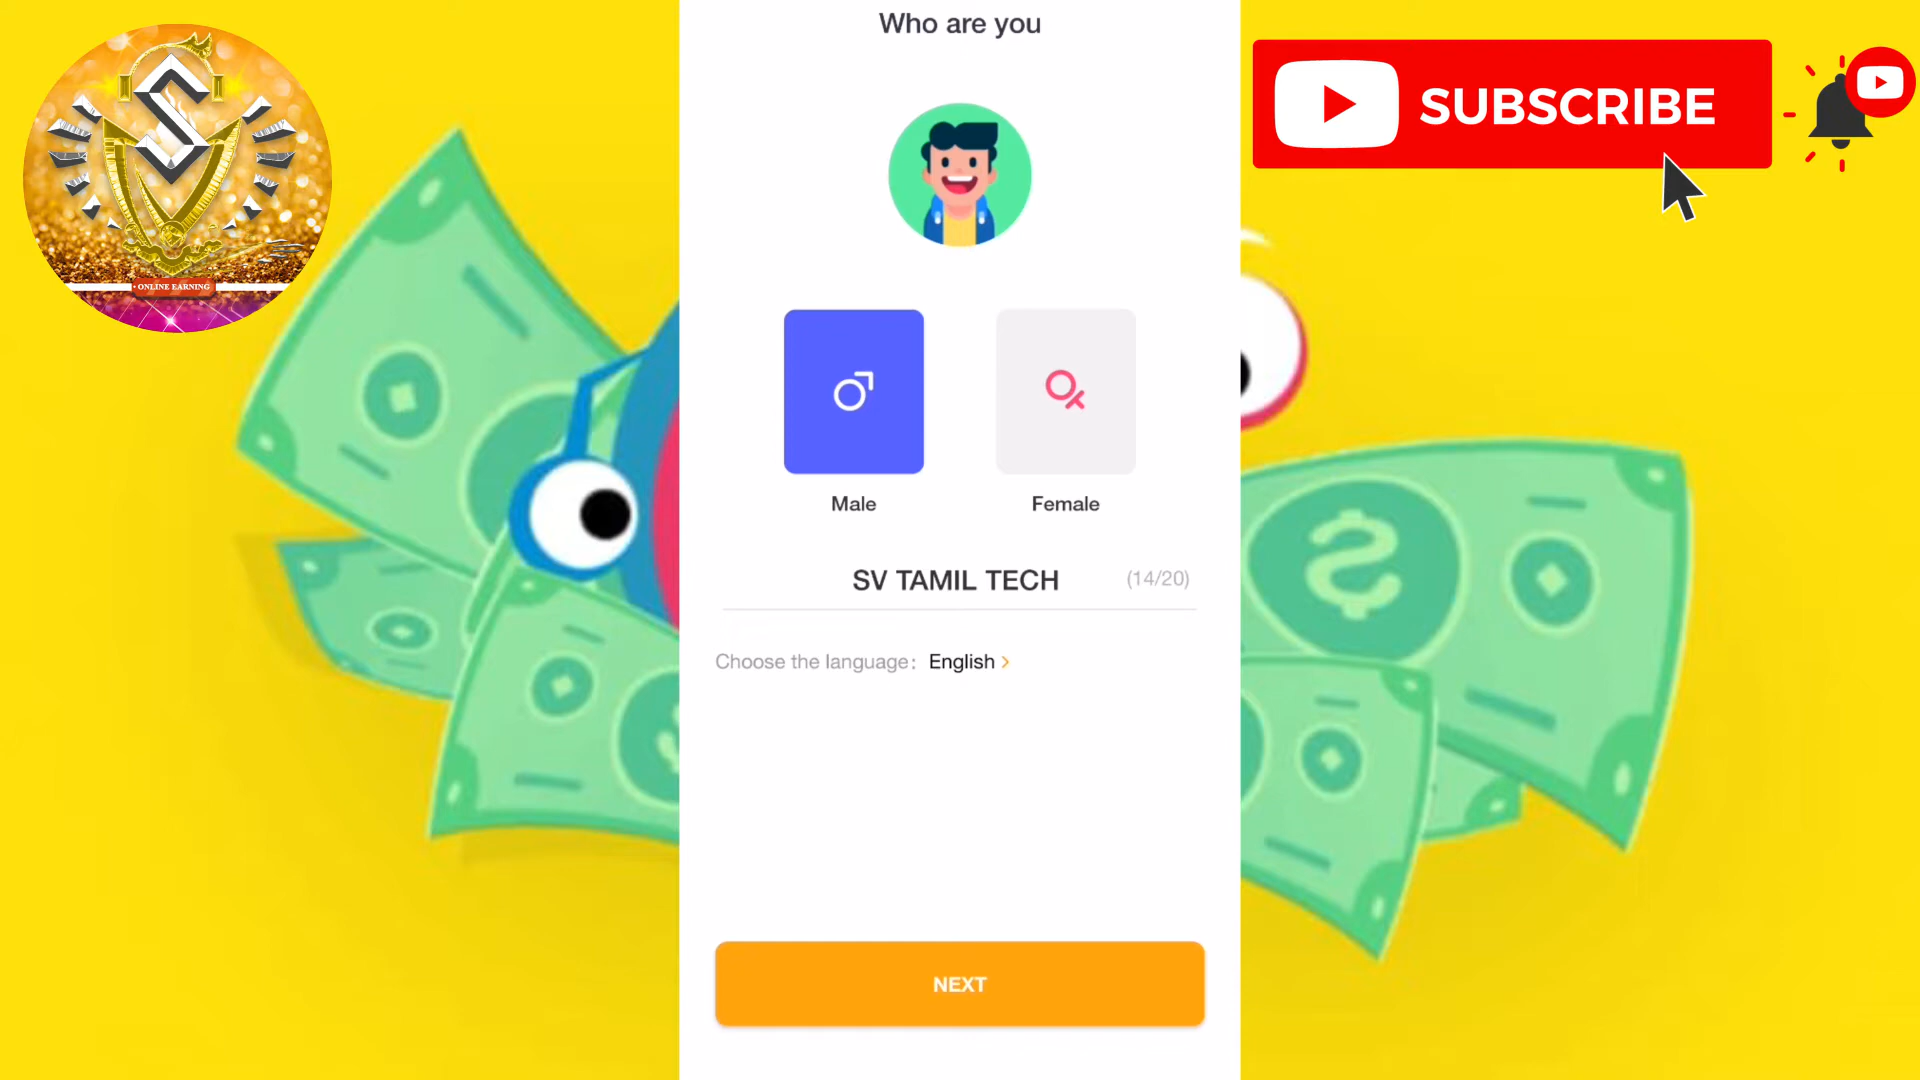 Who are you
SUBSCRIBE
• ONLINE EARNING
Male
Female
SV TAMIL TECH
(14/20)
Choose the language: English >
NEXT